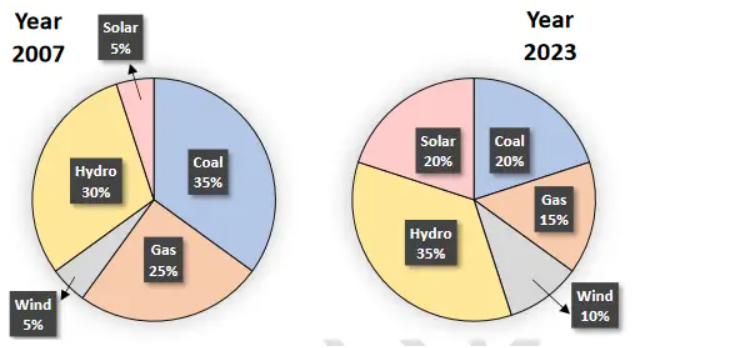 Year
2007
Solar
5%
Coal
35%
Hydro
30%
Gas
25%
Wind
5%
Year
2023
Solar
20%
Coal
20%
Gas
15%
Hydro
35%
Wind
10%